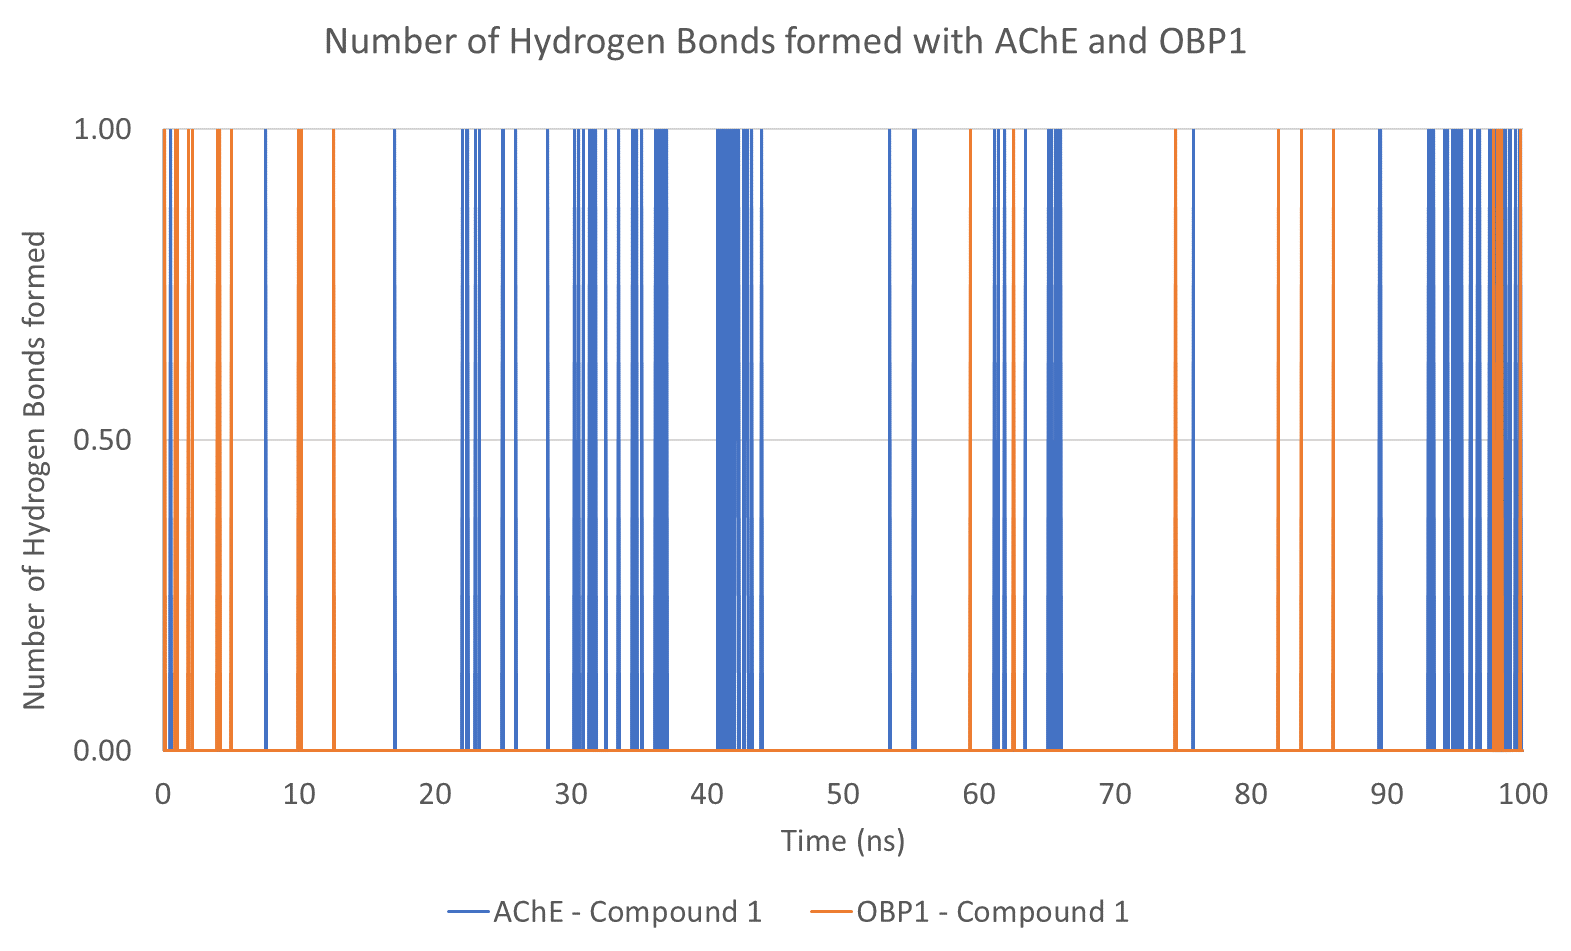 Number of Hydrogen Bonds formed with AChE and OBP1
Number of Hydrogen Bonds formed
1.00
0.50
0.00
0 10 20 30 40 50 60 70 80 90 100
Time (ns)
AChE - Compound 1 OBP1 - Compound 1